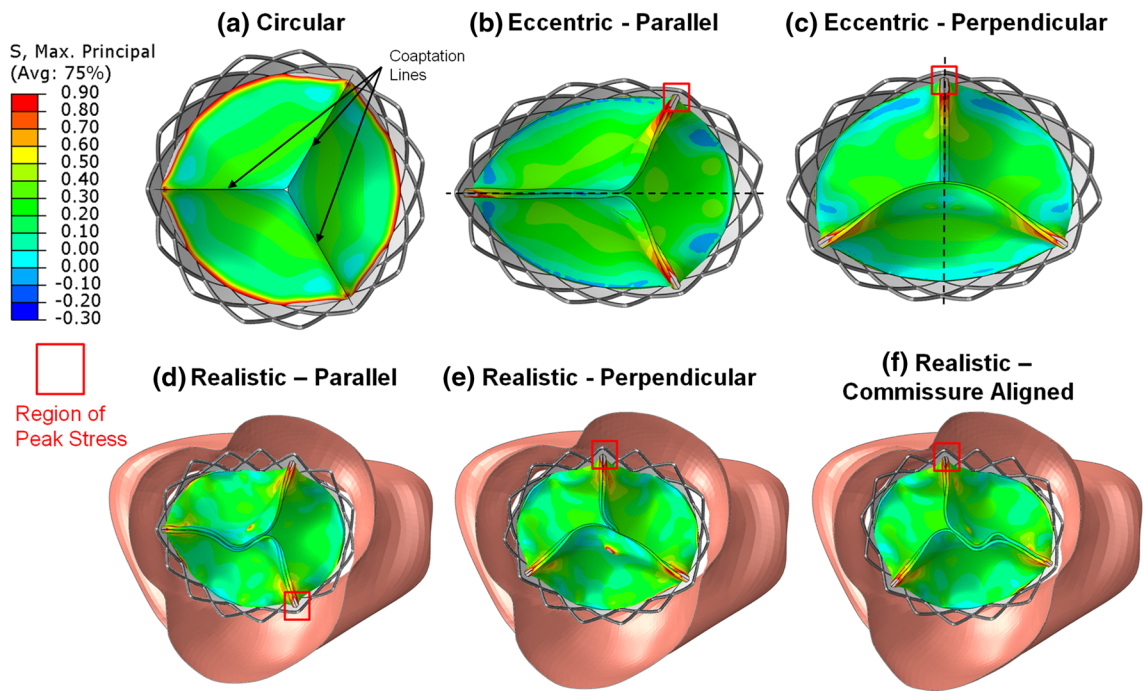 (a) Circular
(b) Eccentric - Parallel
(c) Eccentric - Perpendicular
S, Max. Principal
(Avg: 75%)
0.90
0.80
0.70
0.60
0.50
0.40
0.30
0.20
0.10
0.00
0.00
-0.10
-0.20
-0.30
Coaptation
Lines
Region of
Peak Stress
(d) Realistic – Parallel
(e) Realistic - Perpendicular
(f) Realistic –
Commissure Aligned